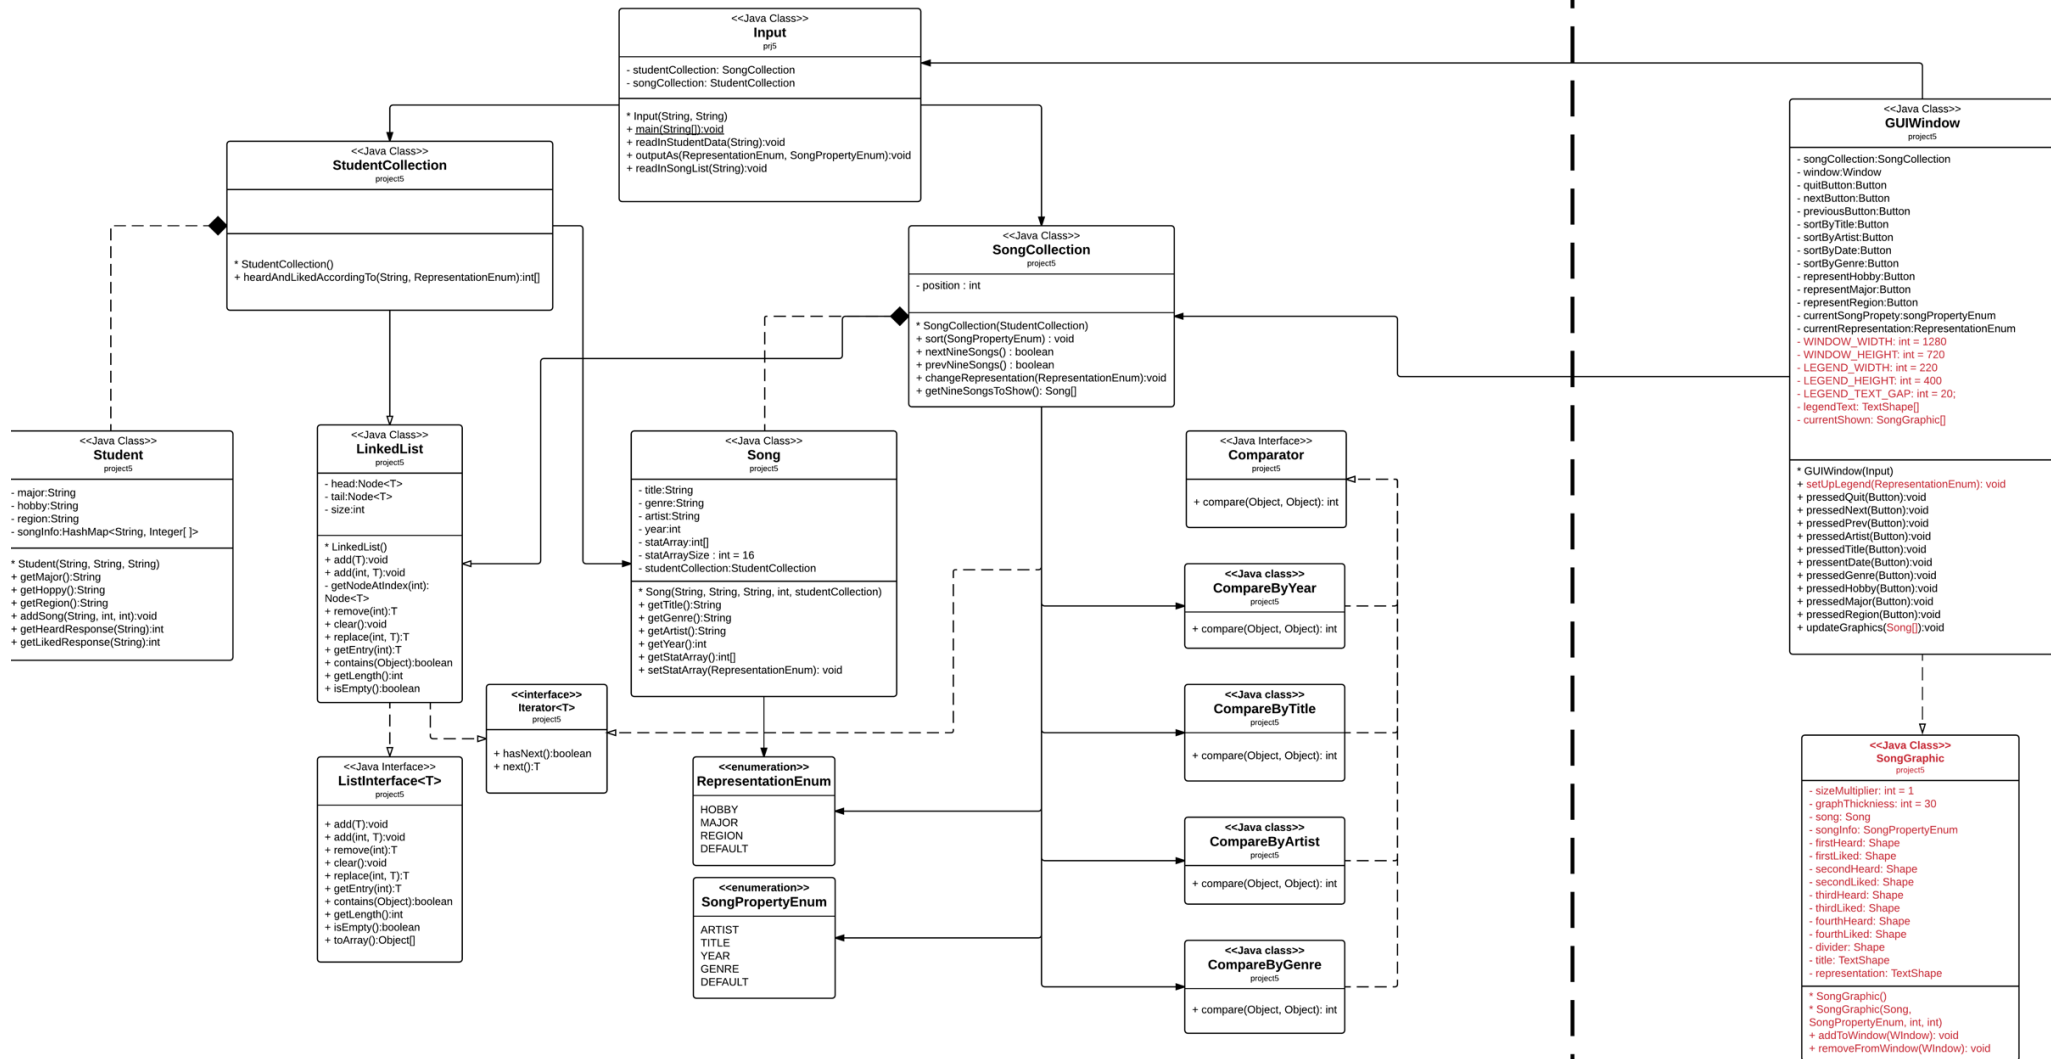 <<Java Class>>
Input
prj5
- studentCollection: SongCollection
- songCollection: StudentCollection
* Input(String, String)
+ main(String[]):void
+ readInStudentData(String):void
+ outputAs(RepresentationEnum, SongPropertyEnum):void
+ readInSongList(String):void
<<Java Class>>
StudentCollection
project5
* StudentCollection()
+ heardAndLikedAccordingTo(String, RepresentationEnum):int[]
<<Java Class>>
SongCollection
project5
- position : int
* SongCollection(StudentCollection)
+ sort(SongPropertyEnum) : void
+ nextNineSongs() : boolean
+ prevNineSongs() : boolean
+ changeRepresentation(RepresentationEnum):void
+ getNineSongsToShow(): Song[]
<<Java Class>>
GUIWindow
project5
- songCollection:SongCollection
- window:Window
- quitButton:Button
- nextButton:Button
- previousButton:Button
- sortByTitle:Button
- sortByArtist:Button
- sortByDate:Button
- sortByGenre:Button
- representHobby:Button
- representMajor:Button
- representRegion:Button
- currentSongPropety:songPropertyEnum
- currentRepresentation:RepresentationEnum
- WINDOW_WIDTH: int = 1280
- WINDOW_HEIGHT: int = 720
- LEGEND_WIDTH: int = 220
- LEGEND_HEIGHT: int = 400
- LEGEND_TEXT_GAP: int = 20;
- legendText: TextShape[]
- currentShown: SongGraphic[]
* GUIWindow(Input)
+ setUpLegend(RepresentationEnum): void
+ pressedQuit(Button):void
+ pressedNext(Button):void
+ pressedPrev(Button):void
+ pressedArtist(Button):void
+ pressedTitle(Button):void
+ pressentDate(Button):void
+ pressedGenre(Button):void
+ pressedHobby(Button):void
+ pressedMajor(Button):void
+ pressedRegion(Button):void
+ updateGraphics(Song[]):void
<<Java Class>>
Student
project5
- major:String
- hobby:String
- region:String
- songInfo:HashMap<String, Integer[ ]>
* Student(String, String, String)
+ getMajor():String
+ getHoppy():String
+ getRegion():String
+ addSong(String, int, int):void
+ getHeardResponse(String):int
+ getLikedResponse(String):int
<<Java Class>>
LinkedList
project5
- head:Node<T>
- tail:Node<T>
- size:int
* LinkedList()
+ add(T):void
+ add(int, T):void
- getNodeAtIndex(int):
Node<T>
+ remove(int):T
+ clear():void
+ replace(int, T):T
+ getEntry(int):T
+ contains(Object):boolean
+ getLength():int
+ isEmpty():boolean
<<Java Class>>
Song
project5
- title:String
- genre:String
- artist:String
- year:int
- statArray:int[]
- statArraySize : int = 16
- studentCollection:StudentCollection
* Song(String, String, String, int, studentCollection)
+ getTitle():String
+ getGenre():String
+ getArtist():String
+ getYear():int
+ getStatArray():int[]
+ setStatArray(RepresentationEnum): void
<<Java Interface>>
Comparator
project5
+ compare(Object, Object): int
<<Java class>>
CompareByYear
project5
+ compare(Object, Object): int
<<Java class>>
CompareByTitle
project5
+ compare(Object, Object): int
<<Java class>>
CompareByArtist
project5
+ compare(Object, Object): int
<<Java class>>
CompareByGenre
project5
+ compare(Object, Object): int
<<interface>>
Iterator<T>
project5
+ hasNext():boolean
+ next():T
<<Java Interface>>
ListInterface<T>
project5
+ add(T):void
+ add(int, T):void
+ remove(int):T
+ clear():void
+ replace(int, T):T
+ getEntry(int):T
+ contains(Object):boolean
+ getLength():int
+ isEmpty():boolean
+ toArray():Object[]
<<enumeration>>
RepresentationEnum
HOBBY
MAJOR
REGION
DEFAULT
<<enumeration>>
SongPropertyEnum
ARTIST
TITLE
YEAR
GENRE
DEFAULT
<<Java Class>>
SongGraphic
project5
- sizeMultiplier: int = 1
- graphThickniess: int = 30
- song: Song
- songInfo: SongPropertyEnum
- firstHeard: Shape
- firstLiked: Shape
- secondHeard: Shape
- secondLiked: Shape
- thirdHeard: Shape
- thirdLiked: Shape
- fourthHeard: Shape
- fourthLiked: Shape
- divider: Shape
- title: TextShape
- representation: TextShape
* SongGraphic()
* SongGraphic(Song,
SongPropertyEnum, int, int)
+ addToWindow(WIndow): void
+ removeFromWindow(WIndow): void